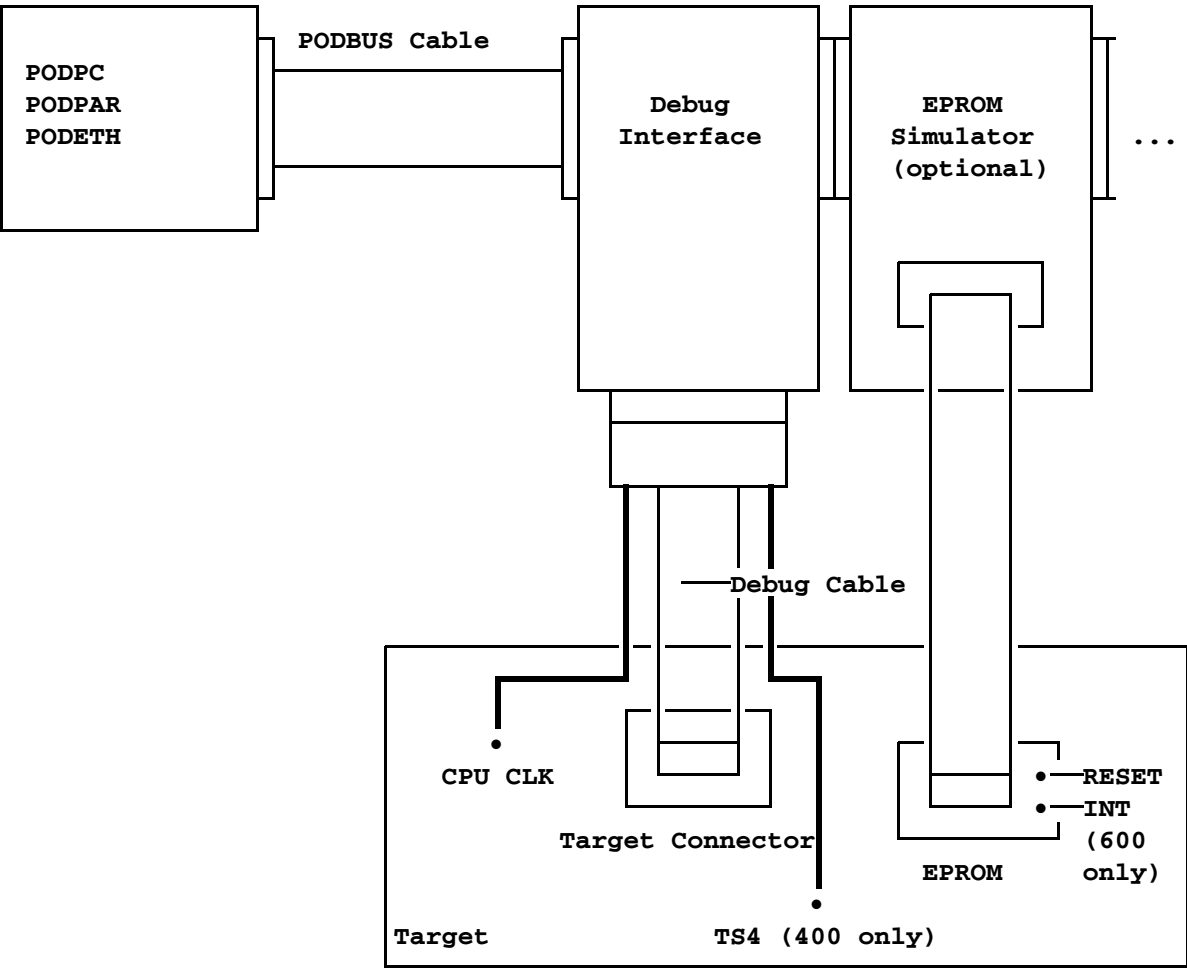 PODBUS Cable
PODPC
PODPAR
PODETH
Debug
Interface
EPROM
Simulator
(optional)
...
Debug Cable
CPU CLK
Target Connector
RESET
INT
(600
only)
EPROM
TS4 (400 only)
Target